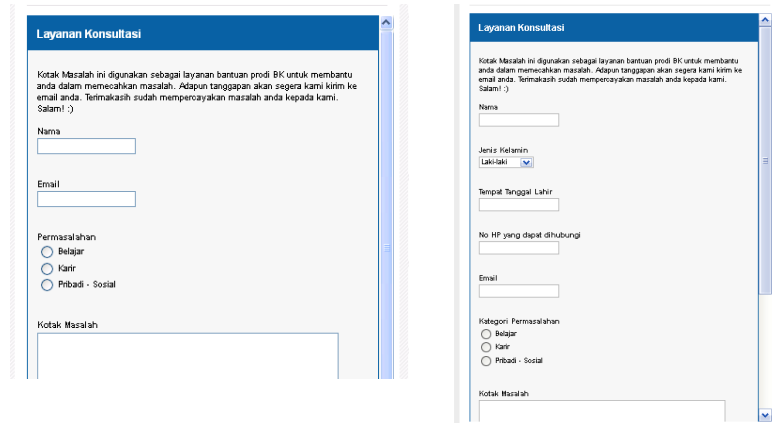 Layanan Konsultasi
Kotak Masalah ini digunakan sebagai layanan bantuan prodi BK untuk membantu
anda dalam memecahkan masalah. Adapun tanggapan akan segera kami kirim ke
email anda. Terimakasih sudah mempercayakan masalah anda kepada kami.
Salam! :)
Nama
Email
Permasalahan
Belajar
Karir
Pribadi - Sosial
Kotak Masalah
Layanan Konsultasi
Kotak Masalah ini digunakan sebagai layanan bantuan prodi BK untuk membantu
anda dalam memecahkan masalah. Adapun tanggapan akan segera kami kirim ke
email anda. Terimakasih sudah mempercayakan masalah anda kepada kami.
Salam! :)
Nama
Jenis Kelamin
Laki-laki
Tempat Tanggal Lahir
No HP yang dapat dihubungi
Email
Kategori Permasalahan
Belajar
Karir
Pribadi - Sosial
Kotak Masalah